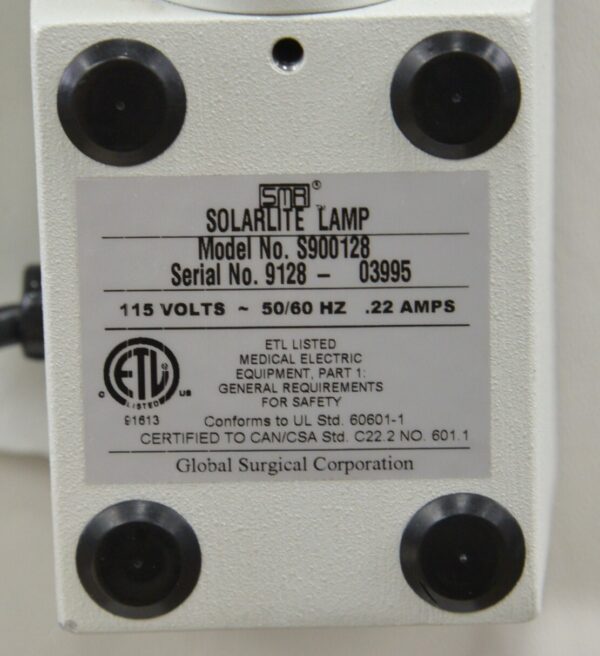 SMR®
SOLARLITE™ LAMP
Model No. S900128
Serial No. 9128 - 03995
115 VOLTS ~ 50/60 HZ .22 AMPS
ETL LISTED
MEDICAL ELECTRIC
EQUIPMENT, PART 1:
GENERAL REQUIREMENTS
FOR SAFETY
C ETL ® US
LISTED
91613
Conforms to UL Std. 60601-1
CERTIFIED TO CAN/CSA Std. C22.2 NO. 601.1
Global Surgical Corporation